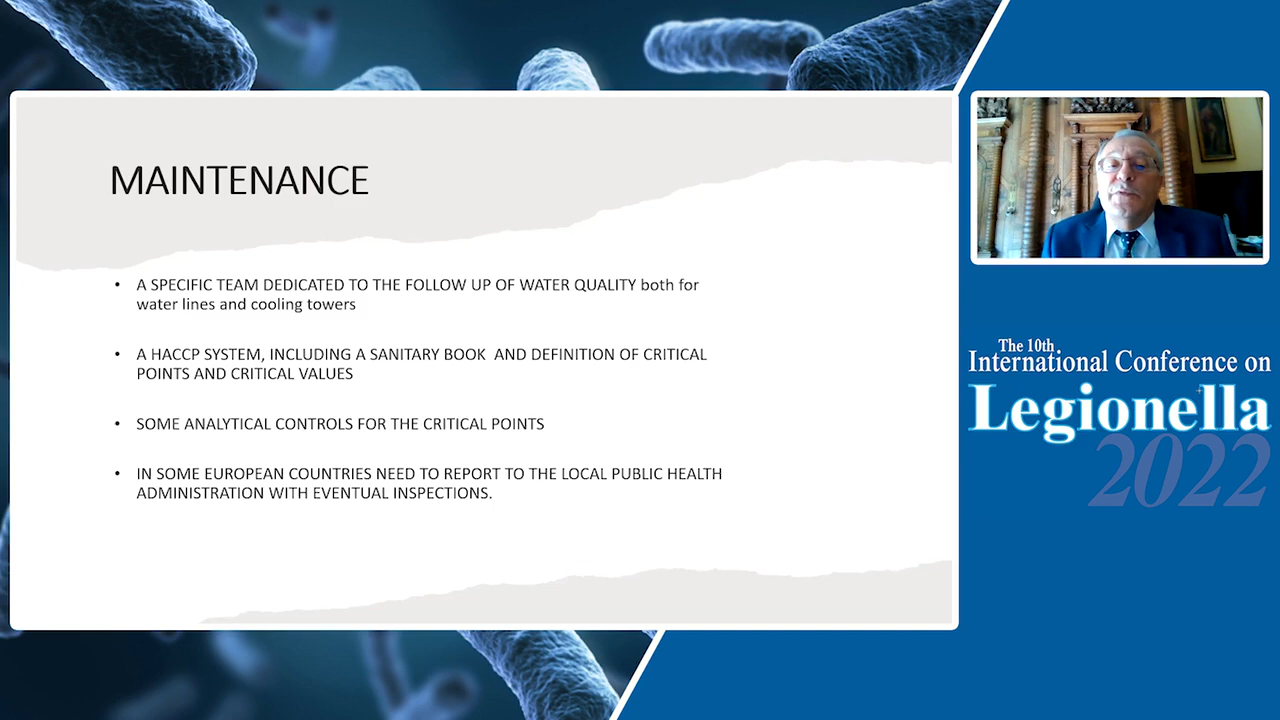 MAINTENANCE
• A SPECIFIC TEAM DEDICATED TO THE FOLLOW UP OF WATER QUALITY both for
water lines and cooling towers
• A HACCP SYSTEM, INCLUDING A SANITARY BOOK  AND DEFINITION OF CRITICAL
POINTS AND CRITICAL VALUES
• SOME ANALYTICAL CONTROLS FOR THE CRITICAL POINTS
• IN SOME EUROPEAN COUNTRIES NEED TO REPORT TO THE LOCAL PUBLIC HEALTH
ADMINISTRATION WITH EVENTUAL INSPECTIONS.
The 10th
International Conference on
Legionella
2022